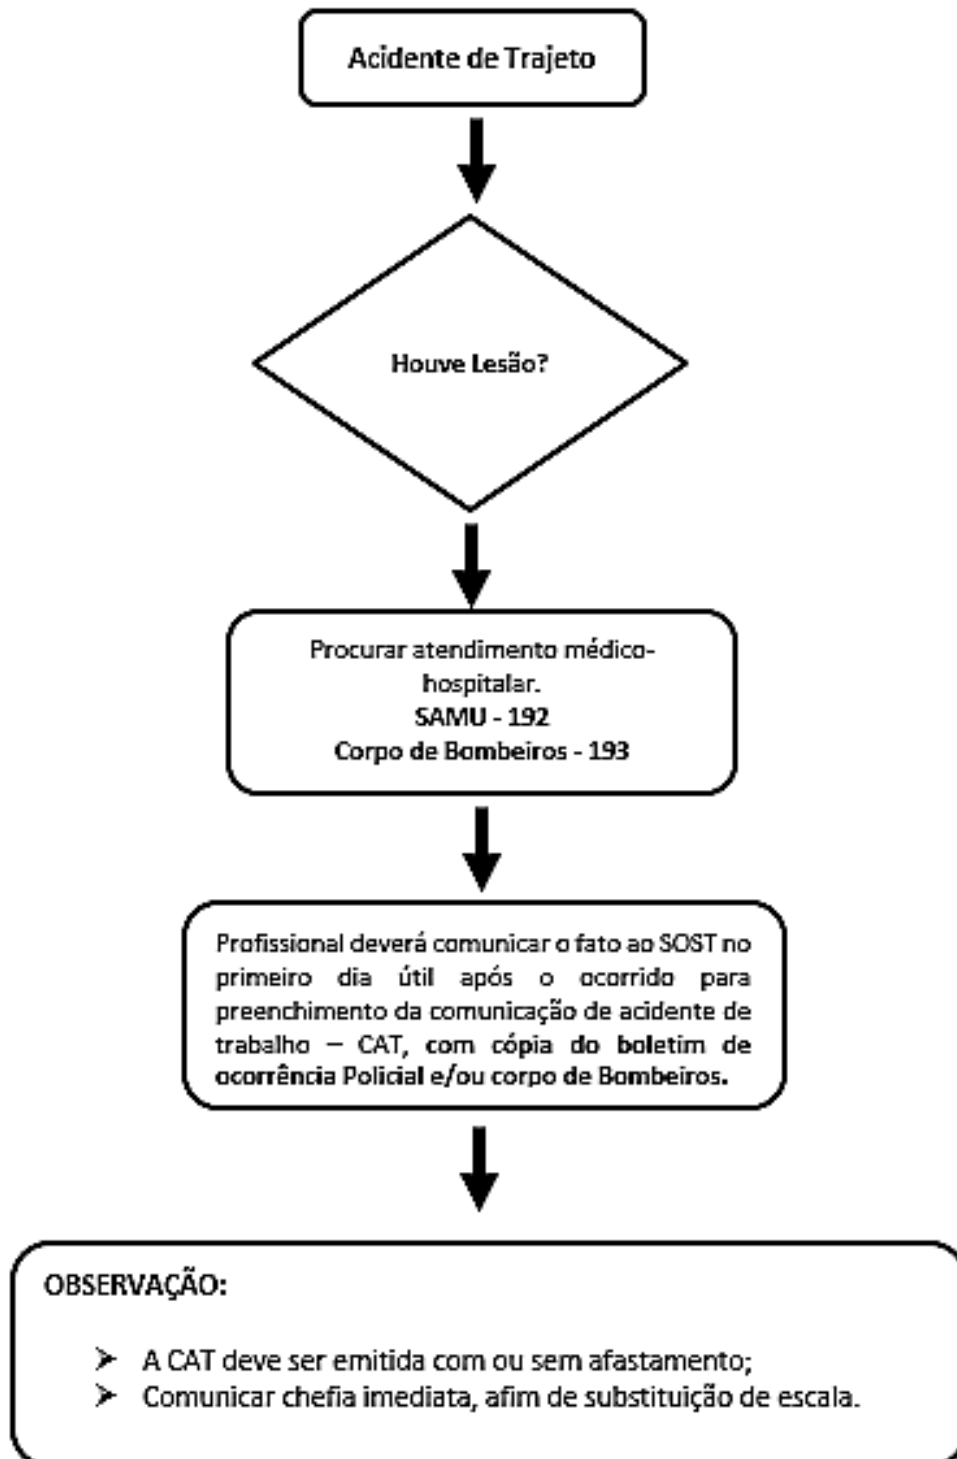 Acidente de Trajeto
Houve Lesão?
Procurar atendimento médico-
hospitalar.
SAMU - 192
Corpo de Bombeiros - 193
Profissional deverá comunicar o fato ao SOST no
primeiro dia útil após o ocorrido para
preenchimento da comunicação de acidente de
trabalho – CAT, com cópia do boletim de
ocorrência Policial e/ou corpo de Bombeiros.
OBSERVAÇÃO:
➢ A CAT deve ser emitida com ou sem afastamento;
➢ Comunicar chefia imediata, afim de substituição de escala.